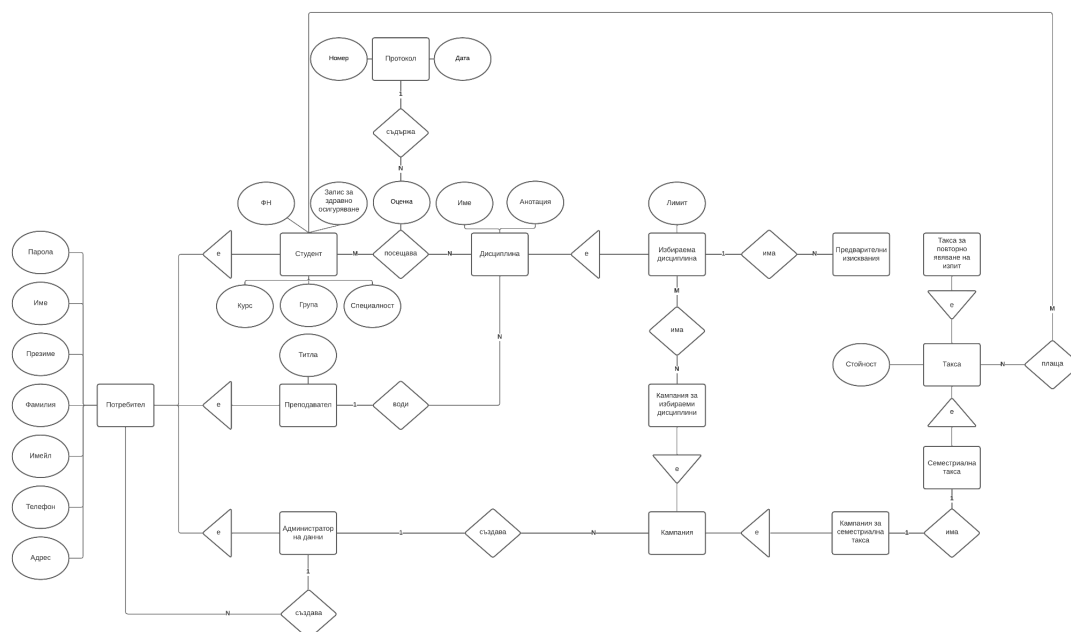 Номер
Протокол
Дата
1
съдържа
N
ФН
Запис за
здравно
осигуряване
Оценка
Име
Анотация
Лимит
Парола
е
Студент
M
посещава
N
Дисциплина
е
Избираема
дисциплина
1
има
N
Предварителни
изисквания
Такса за
повторно
явяване на
изпит
Име
Курс
Група
Специалност
M
е
M
има
N
Презиме
Титла
Стойност
Такса
N
плаща
N
Фамилия
Потребител
е
Преподавател
1
води
Кампания за
избираеми
дисциплини
е
Имейл
е
Семестриална
такса
1
Телефон
Адрес
е
Администратор
на данни
1
създава
N
Кампания
е
Кампания за
семестриална
такса
1
има
1
N
създава